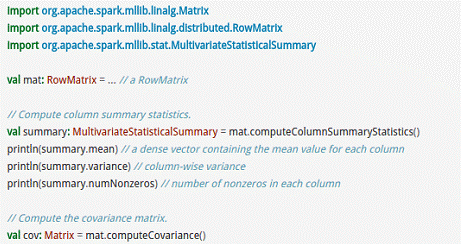 import org.apache.spark.mllib.linalg.Matrix
import org.apache.spark.mllib.linalg.distributed.RowMatrix
import org.apache.spark.mllib.stat.MultivariateStatisticalSummary
val mat: RowMatrix = ... // a RowMatrix
// Compute column summary statistics.
val summary: MultivariateStatisticalSummary = mat.computeColumnSummaryStatistics()
println(summary.mean) // a dense vector containing the mean value for each column
println(summary.variance) // column-wise variance
println(summary.numNonzeros) // number of nonzeros in each column
// Compute the covariance matrix.
val cov: Matrix = mat.computeCovariance()